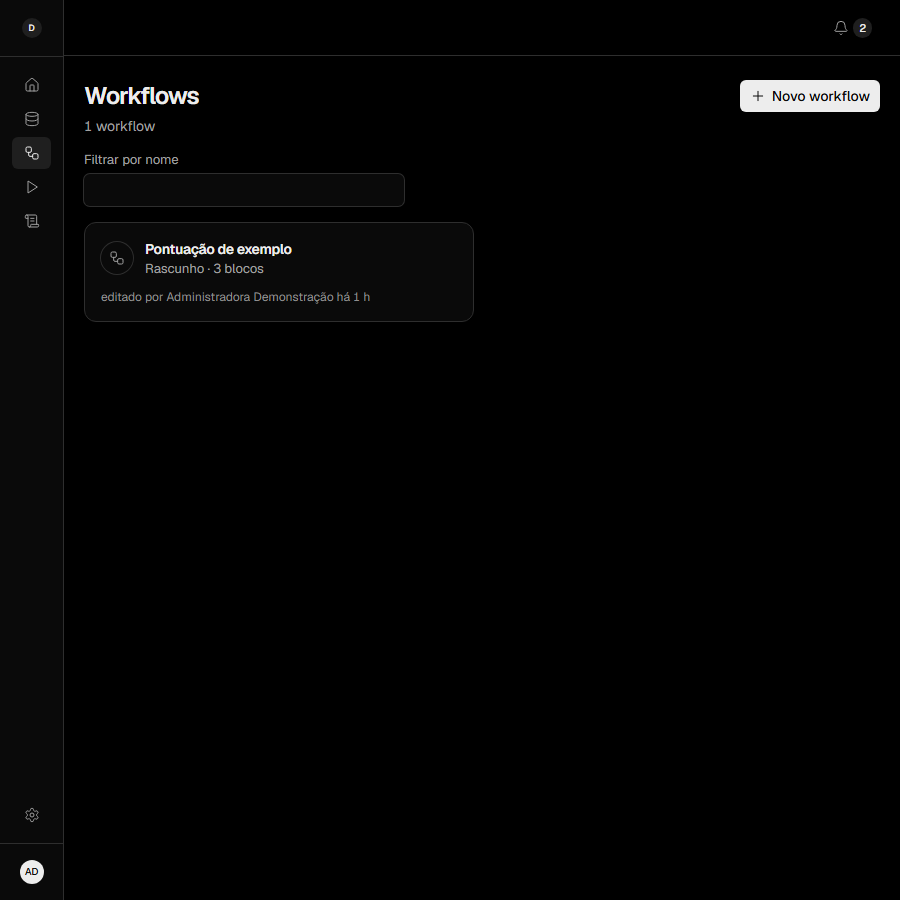 D
2
Workflows
Novo workflow
1 workflow
Filtrar por nome
Pontuação de exemplo
Rascunho · 3 blocos
editado por Administradora Demonstração há 1 h
AD